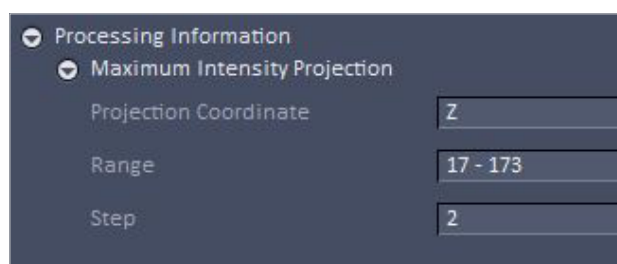 Processing Information
Maximum Intensity Projection
Projection Coordinate Z
Range 17 - 173
Step 2